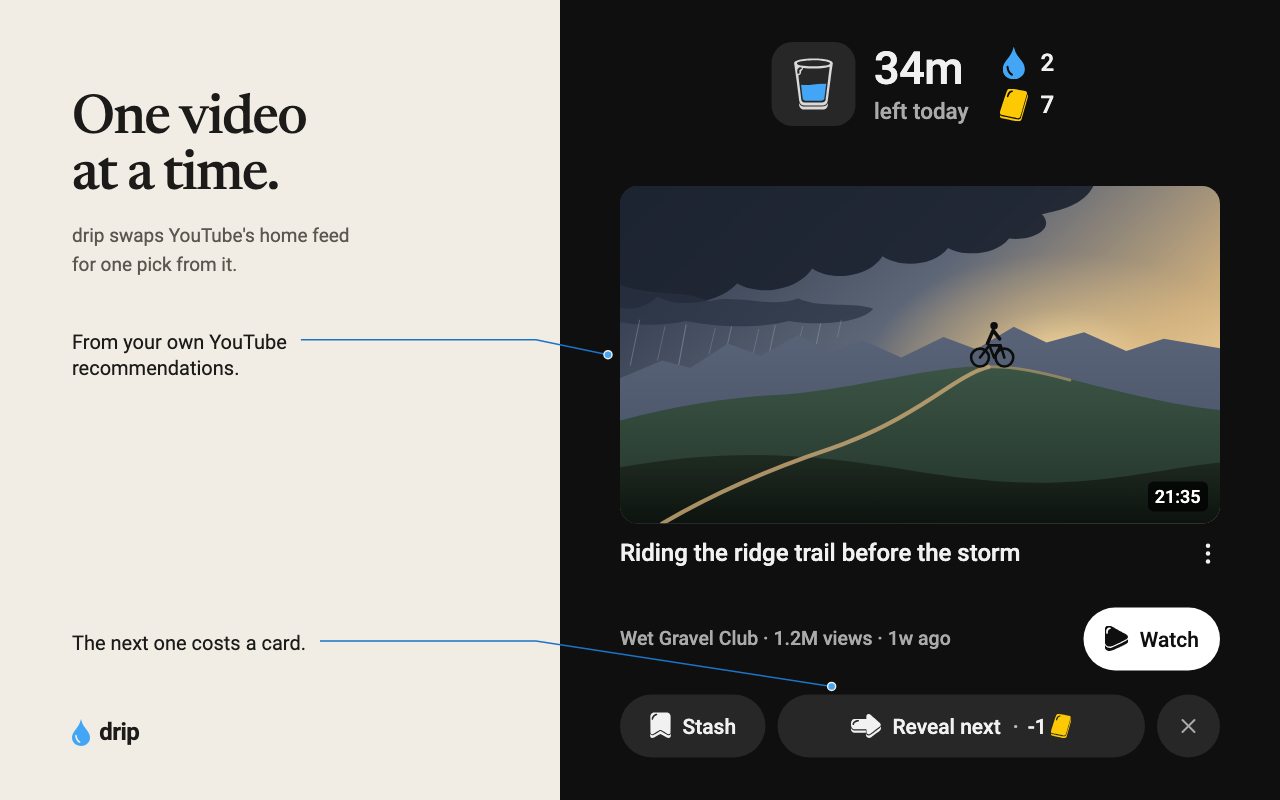 One video
at a time.
drip swaps YouTube's home feed
for one pick from it.
From your own YouTube
recommendations.
The next one costs a card.
drip
34m
left today
2
7
21:35
Riding the ridge trail before the storm
Wet Gravel Club · 1.2M views · 1w ago
Watch
Stash
Reveal next · -1